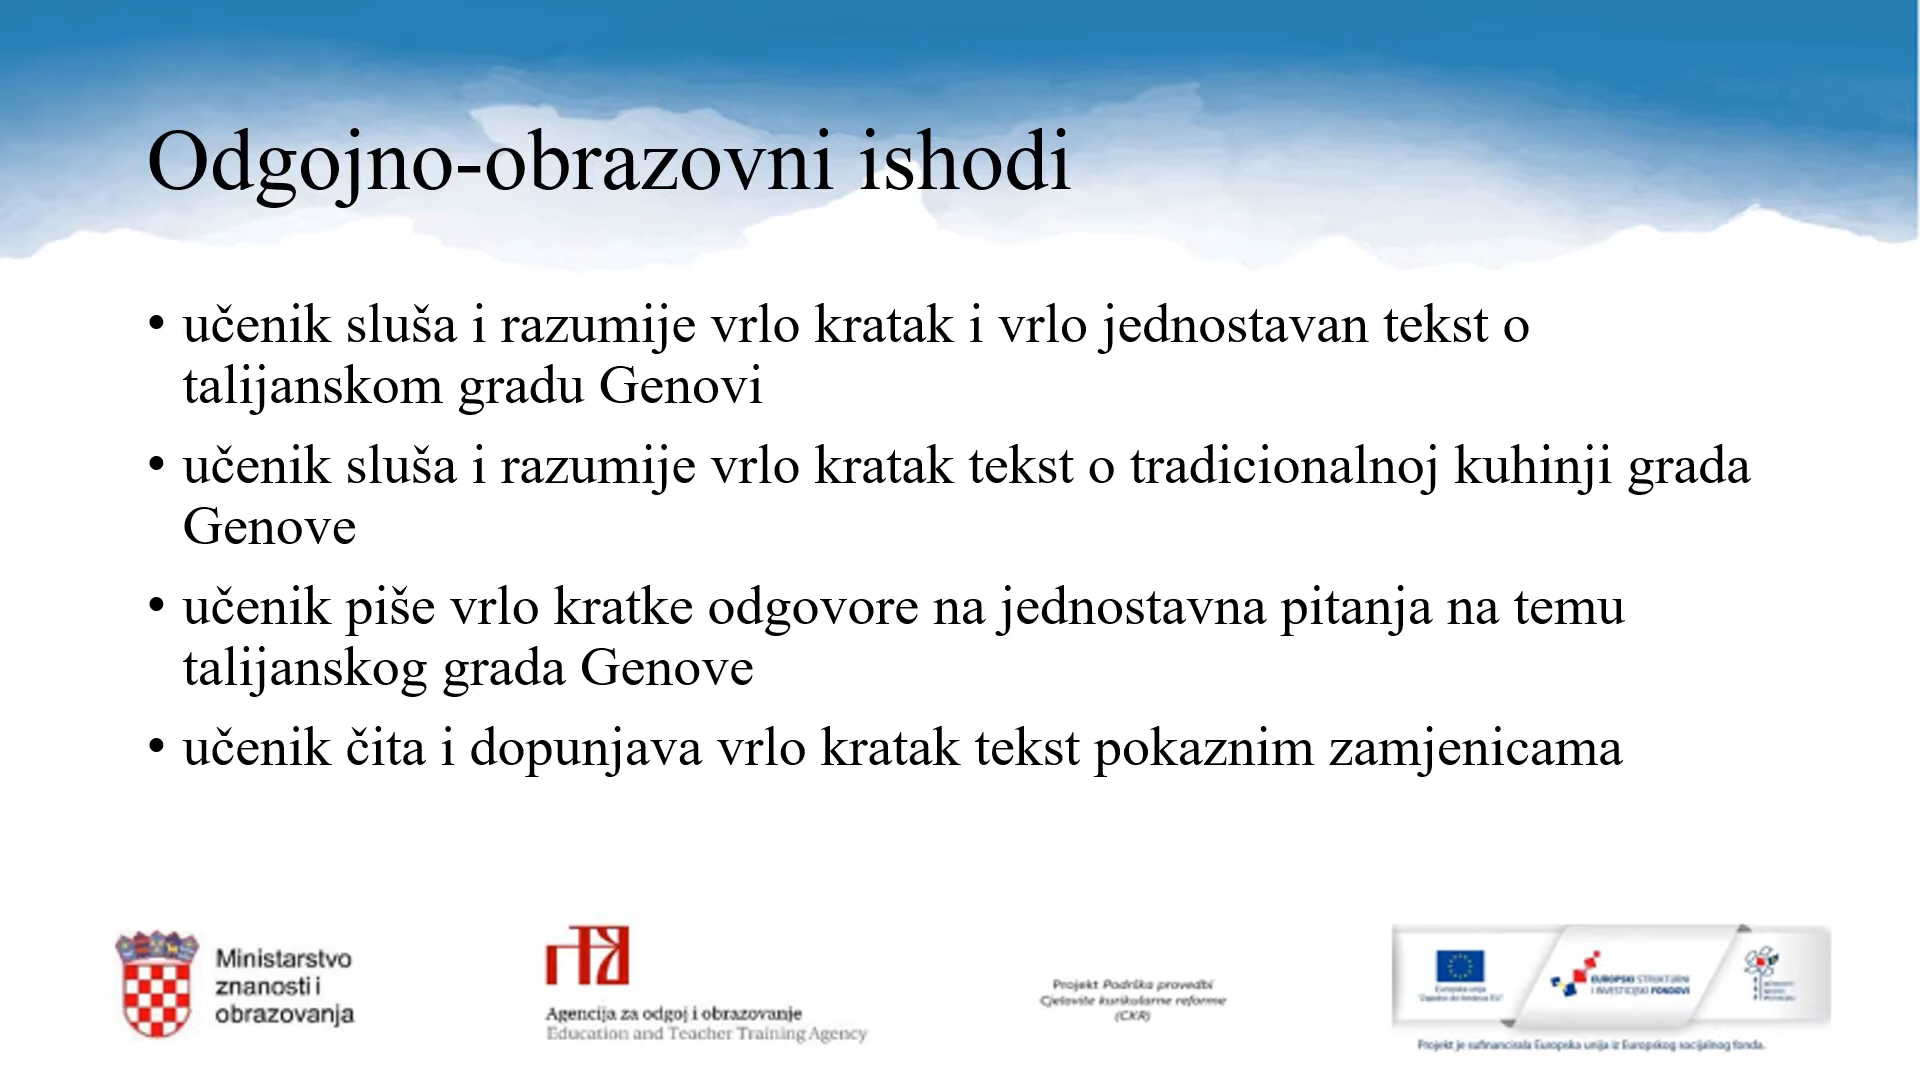 Odgojno-obrazovni ishodi
• učenik sluša i razumije vrlo kratak i vrlo jednostavan tekst o
talijanskom gradu Genovi
• učenik sluša i razumije vrlo kratak tekst o tradicionalnoj kuhinji grada
Genove
• učenik piše vrlo kratke odgovore na jednostavna pitanja na temu
talijanskog grada Genove
• učenik čita i dopunjava vrlo kratak tekst pokaznim zamjenicama
Ministarstvo
znanosti i
obrazovanja
Agencija za odgoj i obrazovanje
Education and Teacher Training Agency
Projekt Podrška provedbi
Cjelovite kurikularne reforme
(CKR)
Europska unija
EUROPSKI STRUKTURNI
I INVESTICIJSKI FONDOVI
Projekt je sufinancirala Europska unija iz Europskog socijalnog fonda.